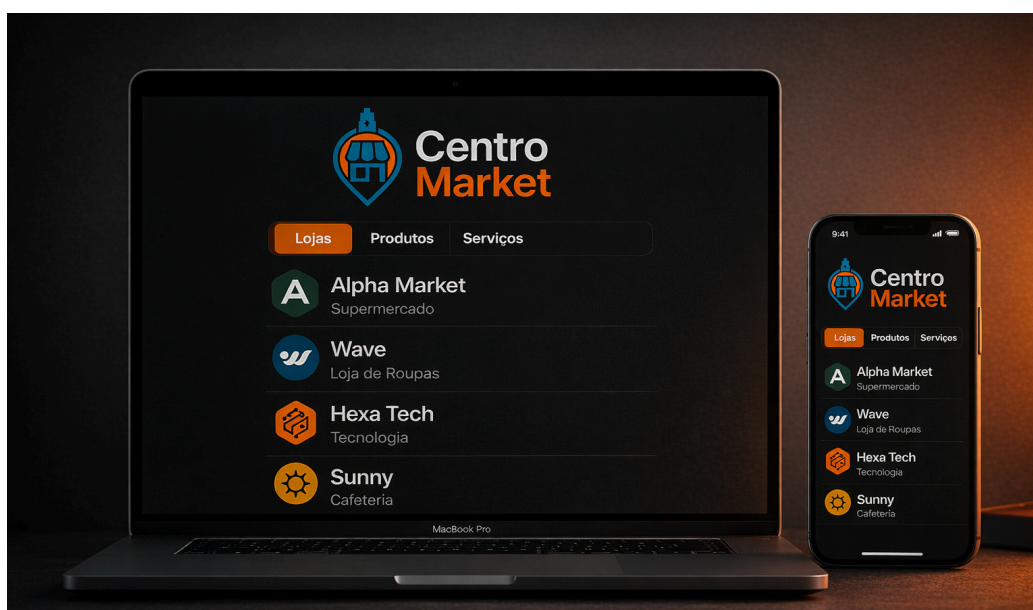 Centro
Market
Lojas Produtos Serviços
A
Alpha Market
Supermercado
Wave
Loja de Roupas
Hexa Tech
Tecnologia
Sunny
Cafeteria
MacBook Pro
9:41
Centro
Market
Lojas Produtos Serviços
A
Alpha Market
Supermercado
Wave
Loja de Roupas
Hexa Tech
Tecnologia
Sunny
Cafeteria